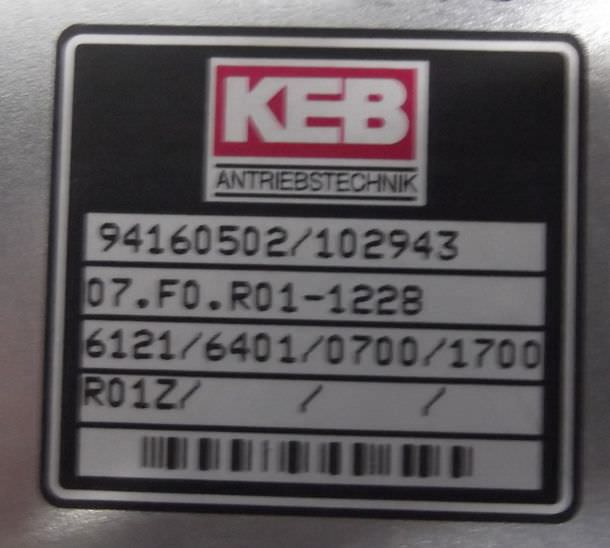 KEB
ANTRIEBSTECHNIK
94160502/102943
07.F0.R01-1228
6121/6401/0700/1700
R01Z/ / /